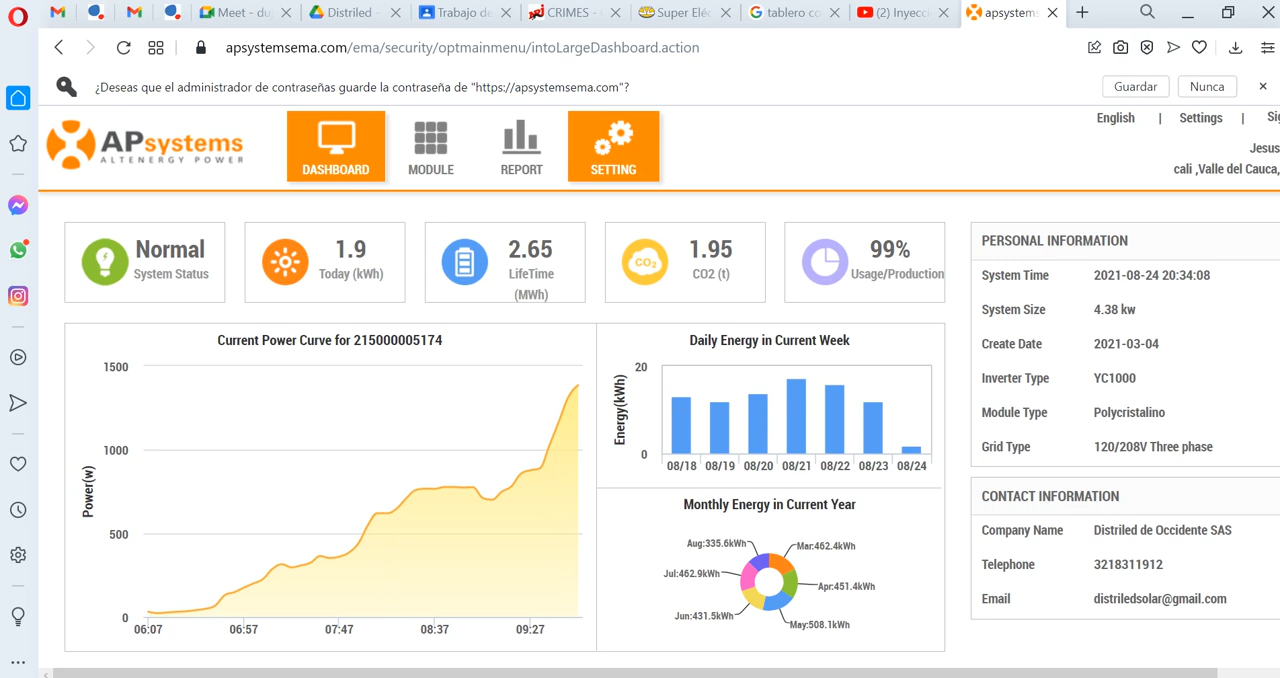 Meet - du
Distriled -
Trabajo de
CRIMES -
Super Eléc
tablero co
(2) Inyecci
apsystems
apsystemsema.com/ema/security/optmainmenu/intoLargeDashboard.action
¿Deseas que el administrador de contraseñas guarde la contraseña de "https://apsystemsema.com"?
Guardar
Nunca
APsystems
ALTENERGY POWER
DASHBOARD
MODULE
REPORT
SETTING
English | Settings |
Jesus
cali ,Valle del Cauca,
Normal
System Status
1.9
Today (kWh)
2.65
LifeTime
(MWh)
CO2
1.95
CO2 (t)
99%
Usage/Production
Current Power Curve for 215000005174
Power(w)
1500
1000
500
0
06:07 06:57 07:47 08:37 09:27
Daily Energy in Current Week
Energy(kWh)
20
0
08/18 08/19 08/20 08/21 08/22 08/23 08/24
Monthly Energy in Current Year
Aug:335.6kWh
Mar:462.4kWh
Jul:462.9kWh
Apr:451.4kWh
Jun:431.5kWh
May:508.1kWh
PERSONAL INFORMATION
System Time 2021-08-24 20:34:08
System Size 4.38 kw
Create Date 2021-03-04
Inverter Type YC1000
Module Type Polycristalino
Grid Type 120/208V Three phase
CONTACT INFORMATION
Company Name Distriled de Occidente SAS
Telephone 3218311912
Email distriledsolar@gmail.com